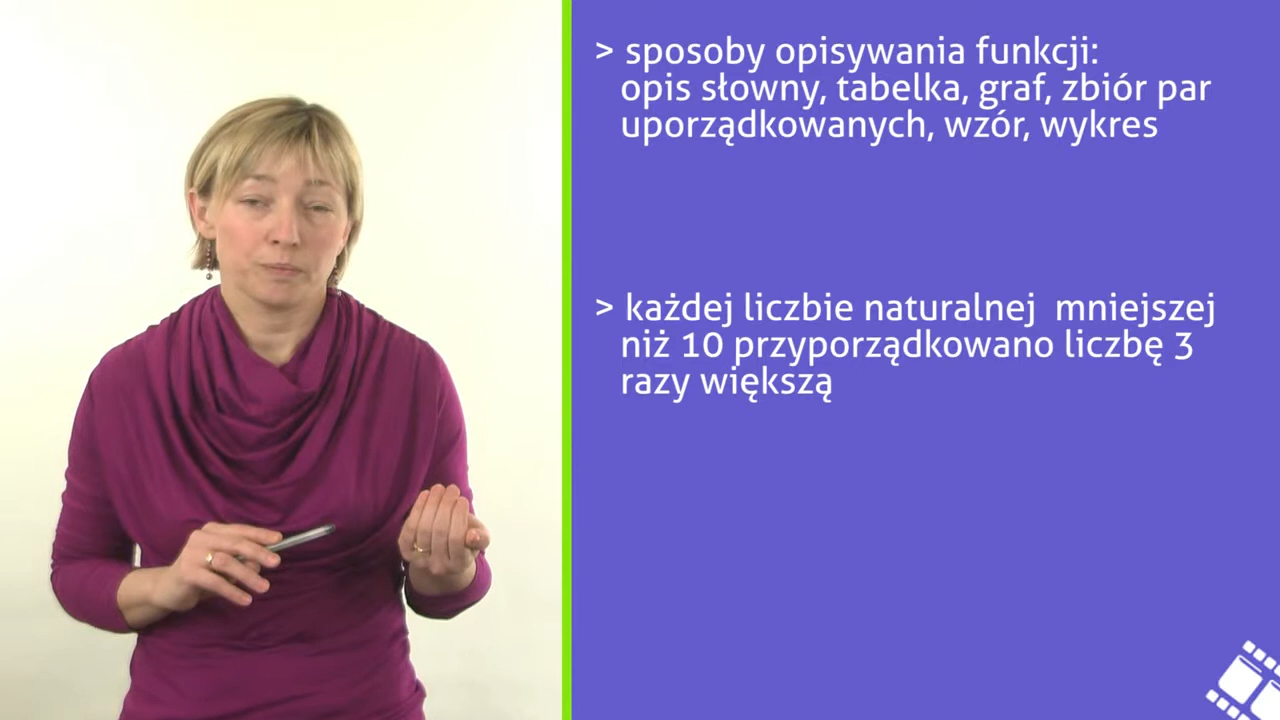 > sposoby opisywania funkcji:
opis słowny, tabelka, graf, zbiór par
uporządkowanych, wzór, wykres
> każdej liczbie naturalnej mniejszej
niż 10 przyporządkowano liczbę 3
razy większą